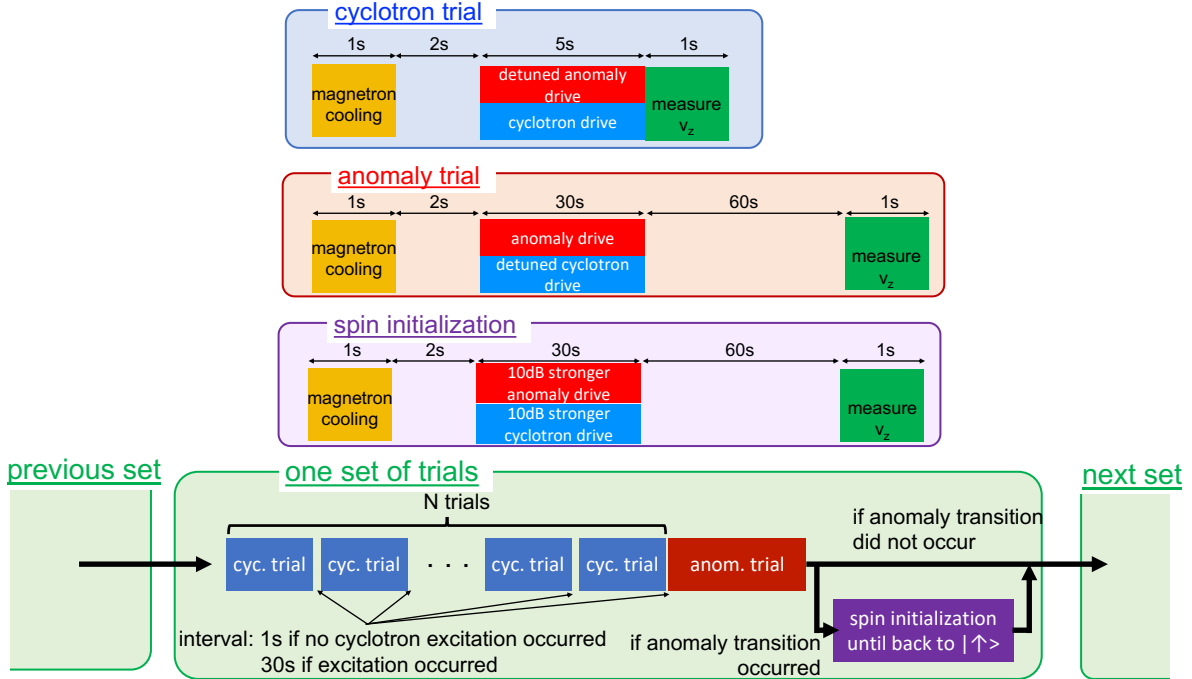 cyclotron trial
1s 2s 5s 1s
magnetron
cooling
detuned anomaly
drive
cyclotron drive
measure
v_z
anomaly trial
1s 2s 30s 60s 1s
magnetron
cooling
anomaly drive
detuned cyclotron
drive
measure
v_z
spin initialization
1s 2s 30s 60s 1s
magnetron
cooling
10dB stronger
anomaly drive
10dB stronger
cyclotron drive
measure
v_z
previous set
one set of trials
next set
N trials
cyc. trial cyc. trial · · · cyc. trial cyc. trial anom. trial
if anomaly transition
did not occur
interval: 1s if no cyclotron excitation occurred
30s if excitation occurred
if anomaly transition
occurred
spin initialization
until back to |↑>